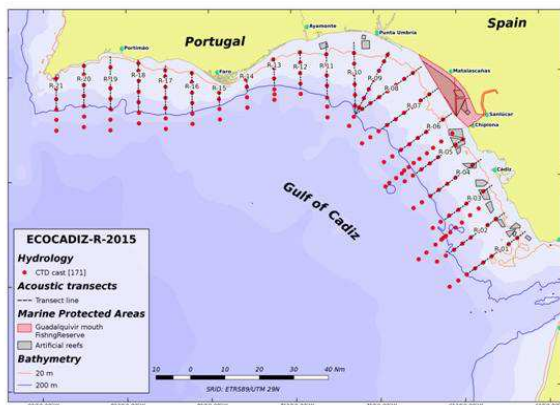 Spain
Portugal
Ayamonte
Punta Umbria
Portimão
Matalascañas
Faro
Sanlúcar
Chipiona
Cádiz
R-21
R-20
R-19
R-18
R-17
R-16
R-15
R-14
R-13
R-12
R-11
R-10
R-09
R-08
R-07
R-06
R-05
R-04
R-03
R-02
R-01
Gulf of Cadiz
ECOCADIZ-R-2015
Hydrology
CTD cast [171]
Acoustic transects
Transect line
Marine Protected Areas
Guadalquivir mouth
FishngReserve
Artificial reefs
Bathymetry
20 m
200 m
10 0 10 20 30 40 Nm
SRID: ETRS89/UTM 29N